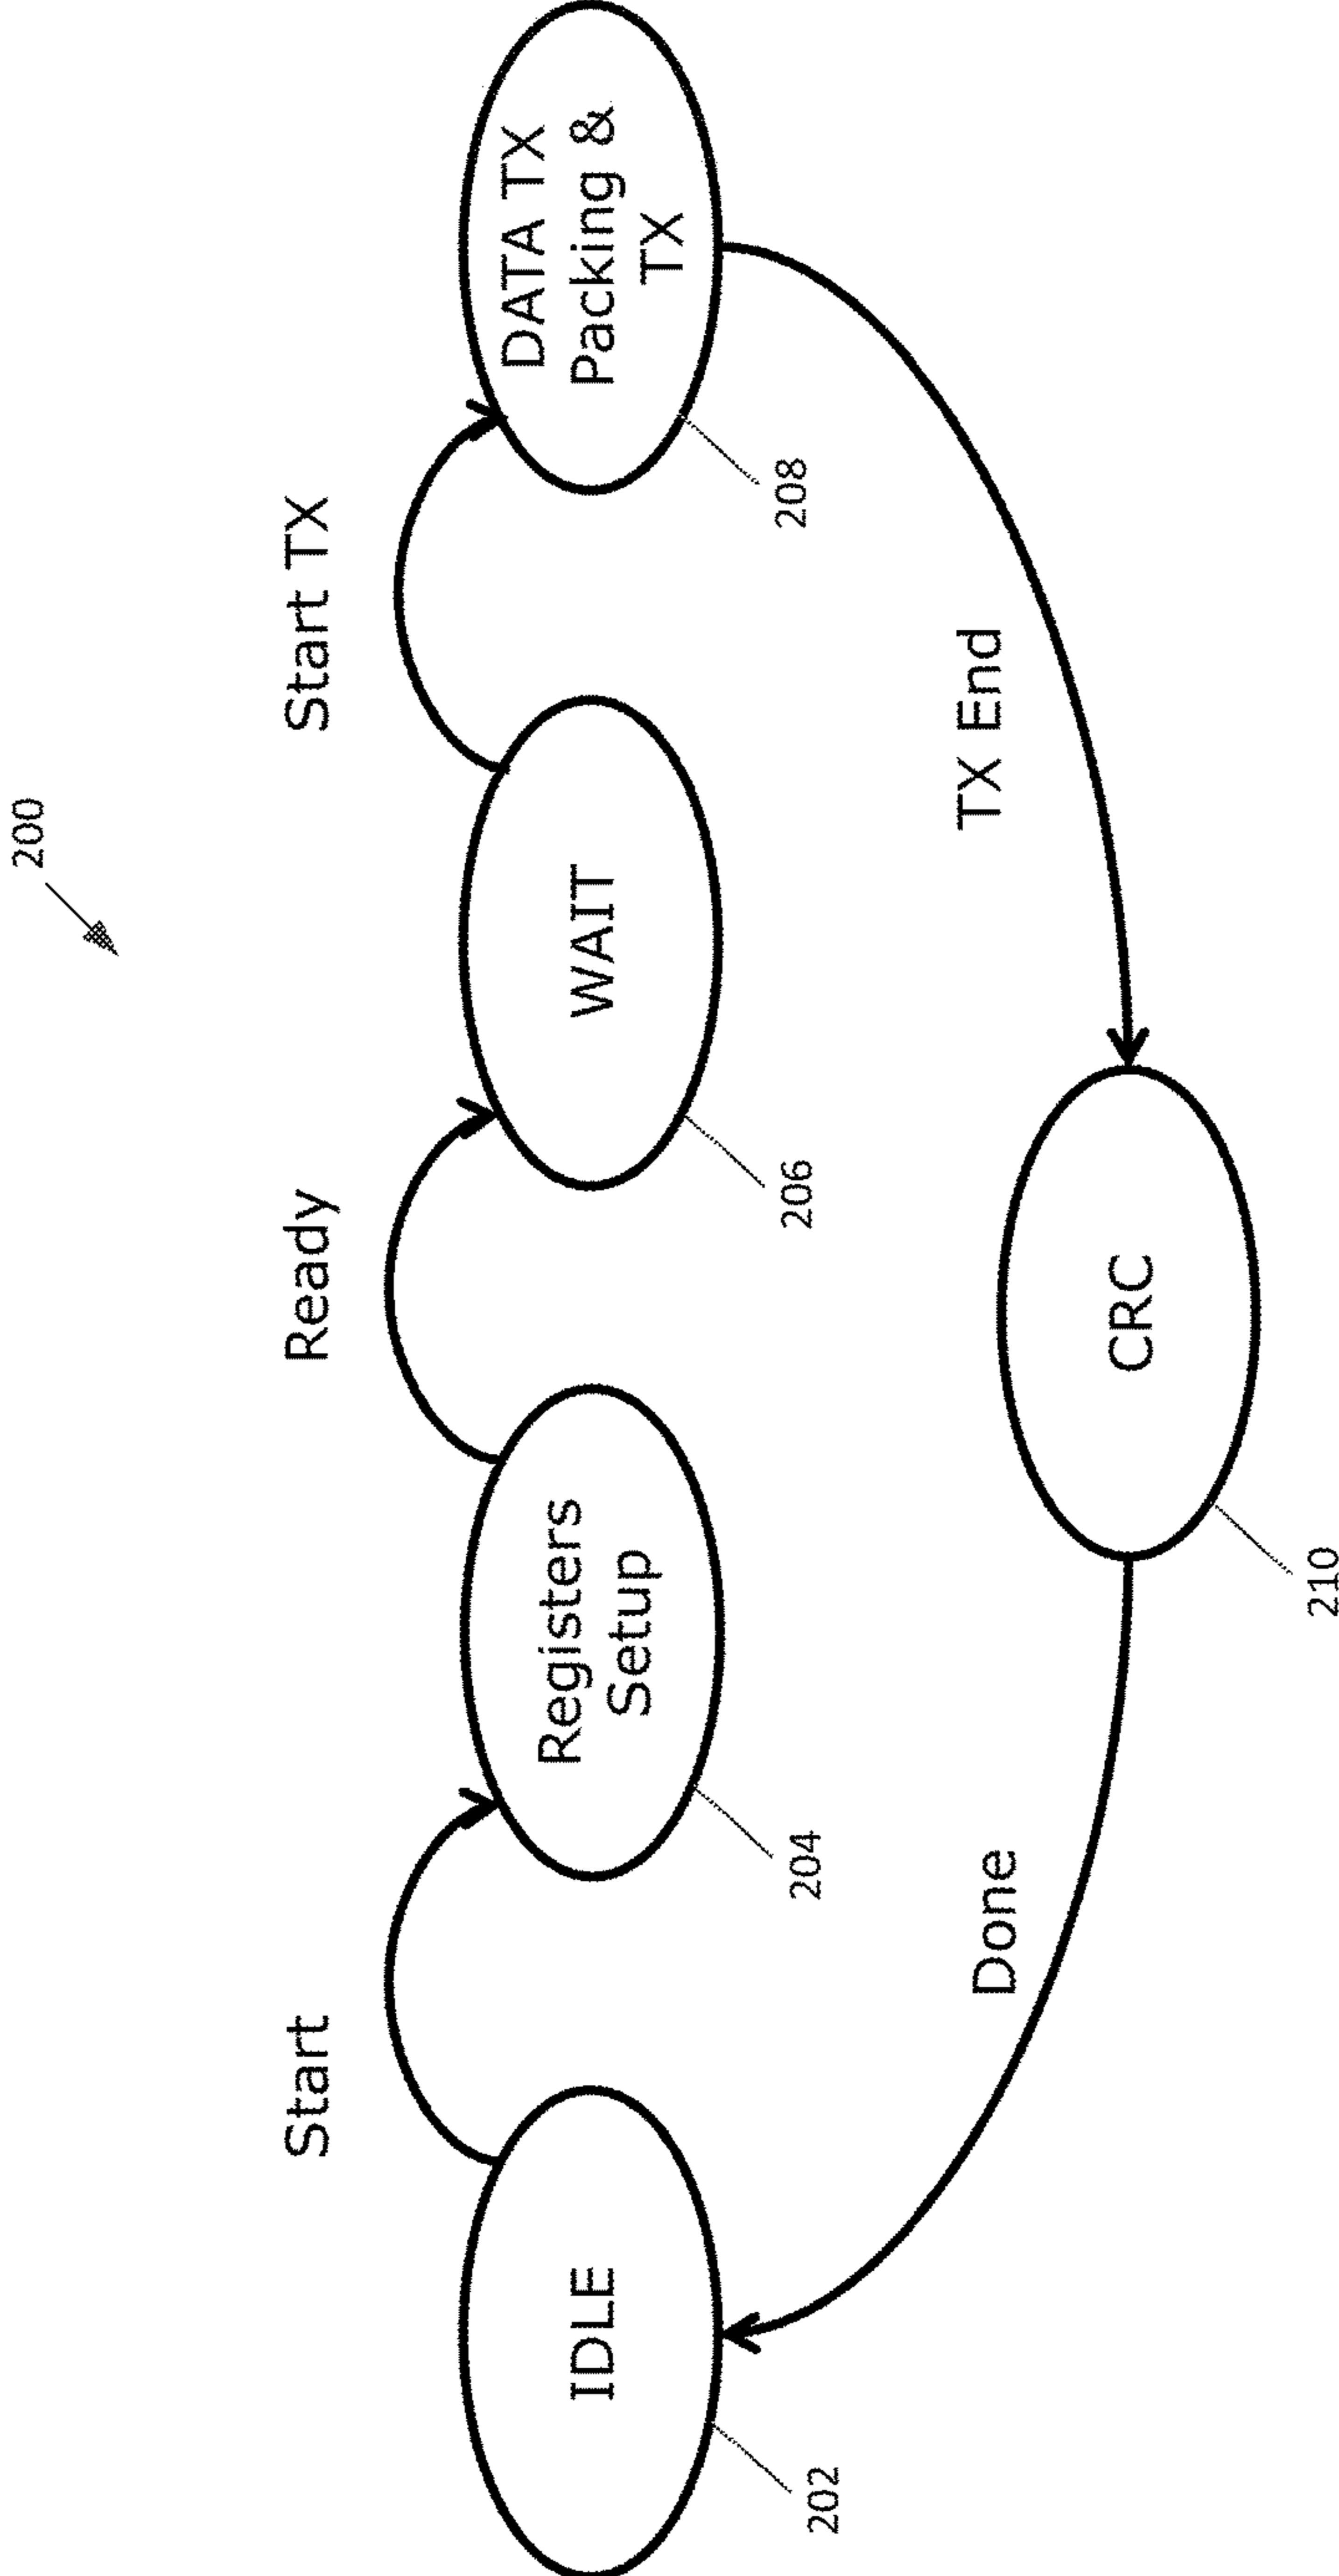 200
Start
Ready
Start TX
IDLE
Registers
Setup
WAIT
DATA TX
Packing &
TX
202
204
206
208
Done
TX End
CRC
210